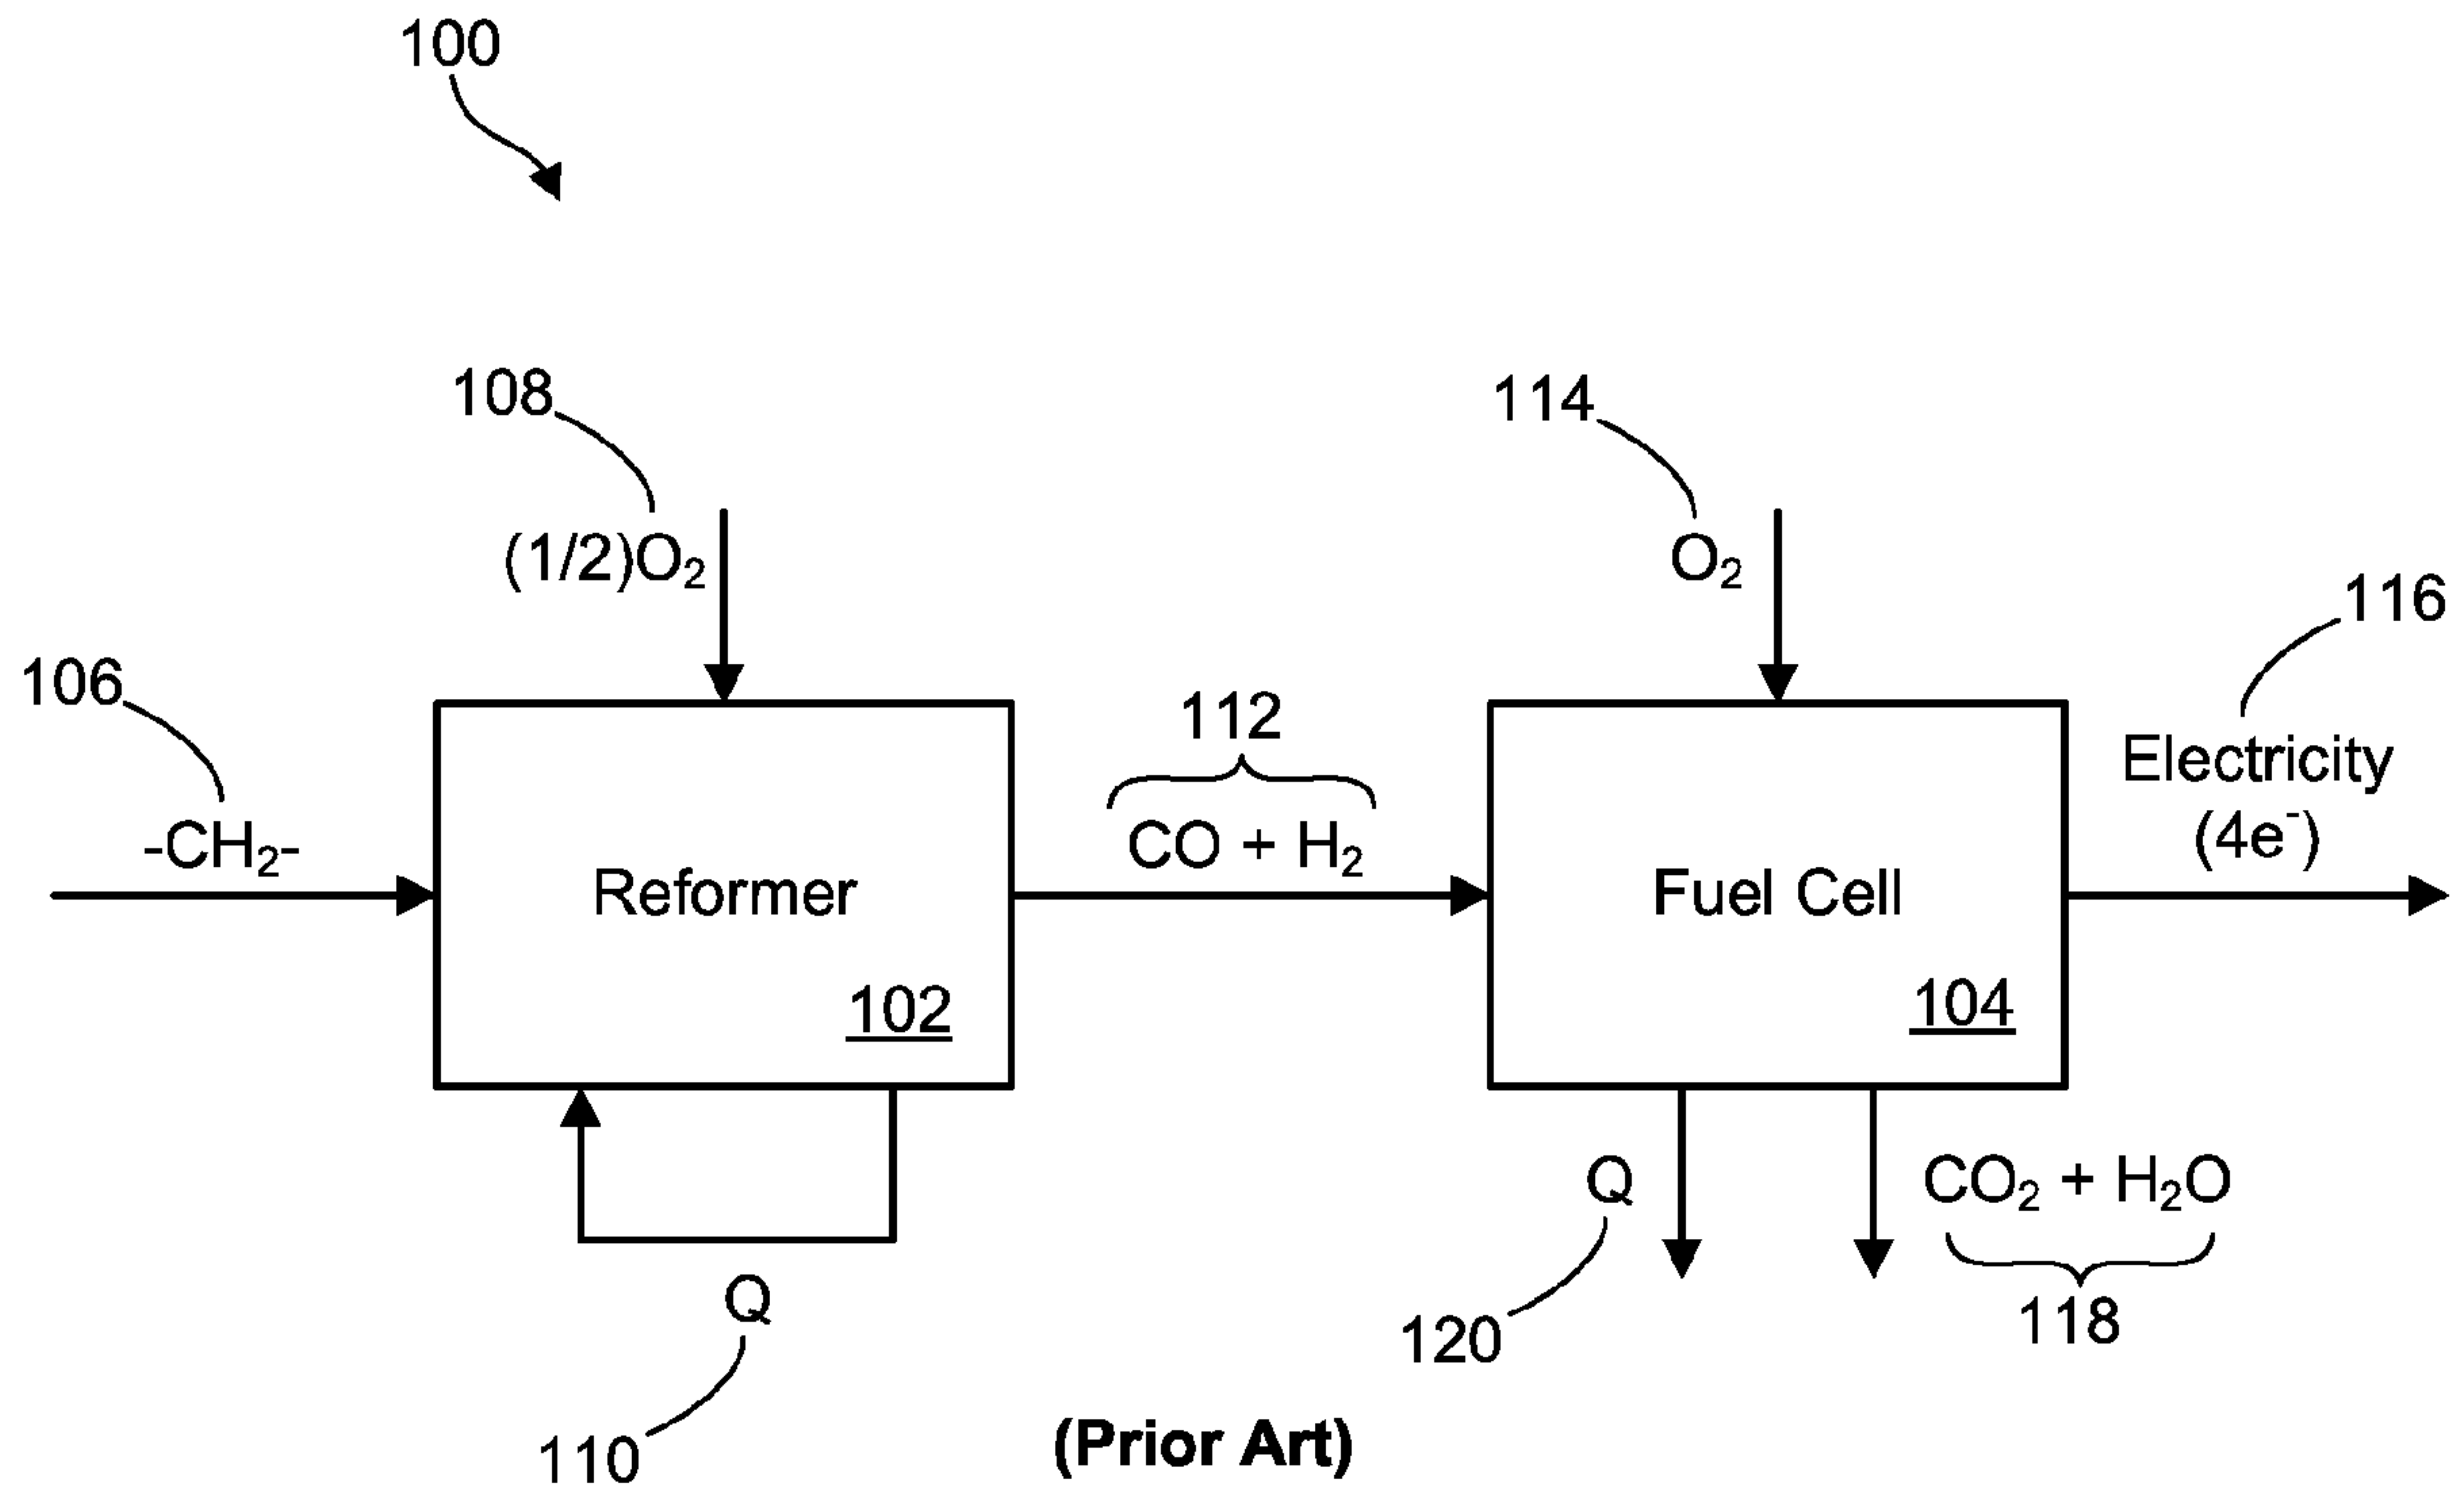 100
108
114
(1/2)O₂
O₂
116
106
112
Electricity
(4e⁻)
-CH₂-
CO + H₂
Reformer
Fuel Cell
102
104
Q
CO₂ + H₂O
Q
120
118
110
(Prior Art)